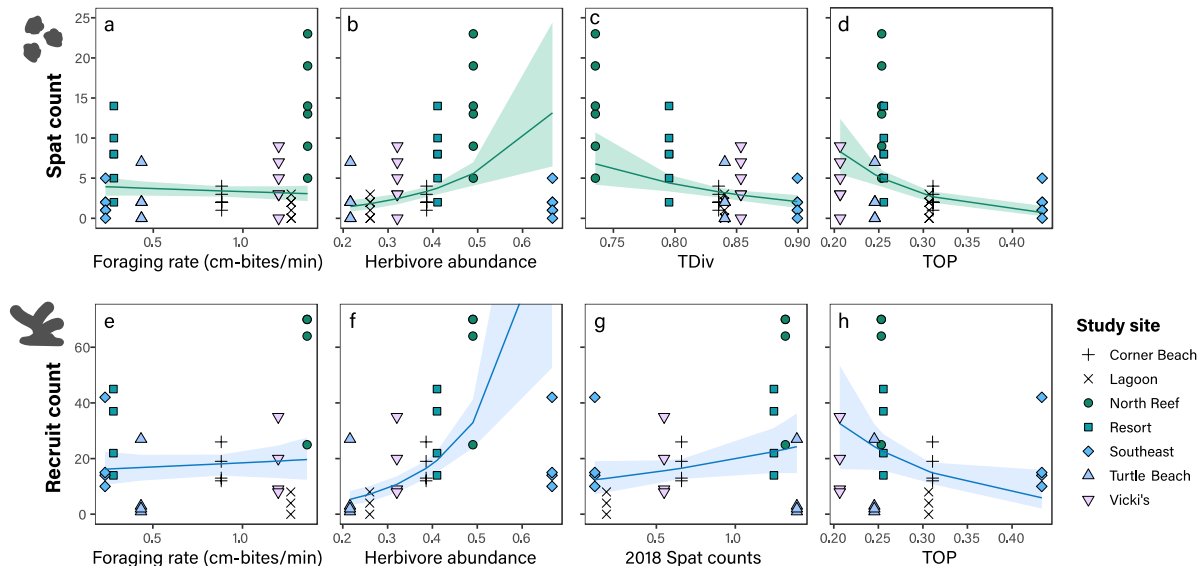 a b c d
Spat count
25
20
15
10
5
0
0.5 1.0 0.2 0.3 0.4 0.5 0.6 0.75 0.80 0.85 0.90 0.20 0.25 0.30 0.35 0.40
Foraging rate (cm-bites/min) Herbivore abundance TDiv TOP
e f g h
Recruit count
60
40
20
0
0.5 1.0 0.2 0.3 0.4 0.5 0.6 0.5 1.0 0.20 0.25 0.30 0.35 0.40
Foraging rate (cm-bites/min) Herbivore abundance 2018 Spat counts TOP
Study site
Corner Beach
Lagoon
North Reef
Resort
Southeast
Turtle Beach
Vicki's